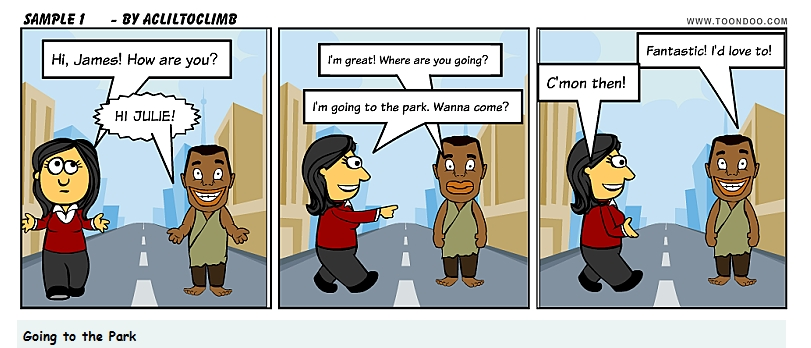 SAMPLE 1 - BY ACLILTOCLIMB
WWW.TOONDOO.COM
Hi, James! How are you?
HI JULIE!
I'm great! Where are you going?
I'm going to the park. Wanna come?
Fantastic! I'd love to!
C'mon then!
Going to the Park